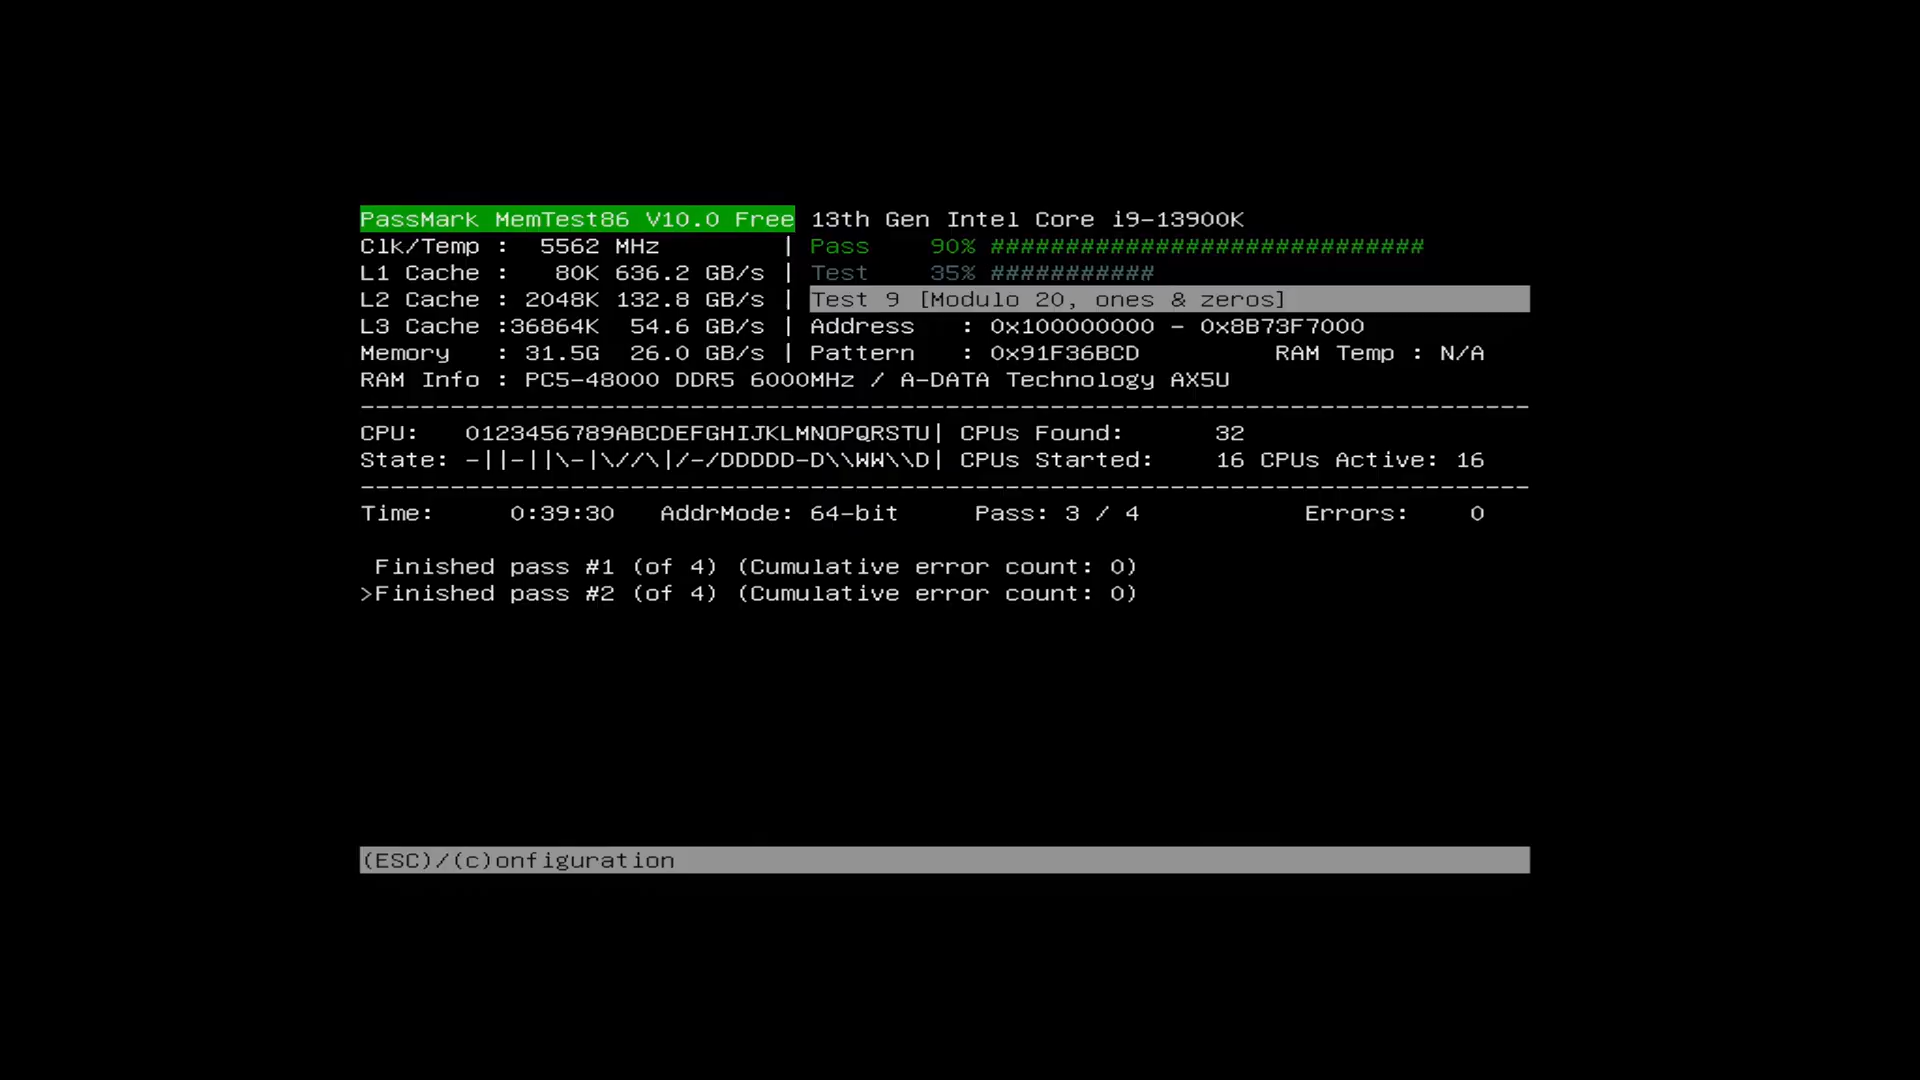 PassMark MemTest86 V10.0 Free 13th Gen Intel Core i9-13900K
Clk/Temp :  5562 MHz        | Pass    90% #############################
L1 Cache :   80K 636.2 GB/s | Test    35% ###########
L2 Cache : 2048K 132.8 GB/s | Test 9 [Modulo 20, ones & zeros]
L3 Cache :36864K  54.6 GB/s | Address   : 0x100000000 - 0x8B73F7000
Memory   : 31.5G  26.0 GB/s | Pattern   : 0x91F36BCD         RAM Temp : N/A
RAM Info : PC5-48000 DDR5 6000MHz / A-DATA Technology AX5U
------------------------------------------------------------------------------
CPU:   0123456789ABCDEFGHIJKLMNOPQRSTU| CPUs Found:      32
State: -||-||\-|\//\|/-/DDDDD-D\\WW\\D| CPUs Started:    16 CPUs Active: 16
------------------------------------------------------------------------------
Time:     0:39:30   AddrMode: 64-bit     Pass: 3 / 4           Errors:    0
 Finished pass #1 (of 4) (Cumulative error count: 0)
>Finished pass #2 (of 4) (Cumulative error count: 0)
(ESC)/(c)onfiguration